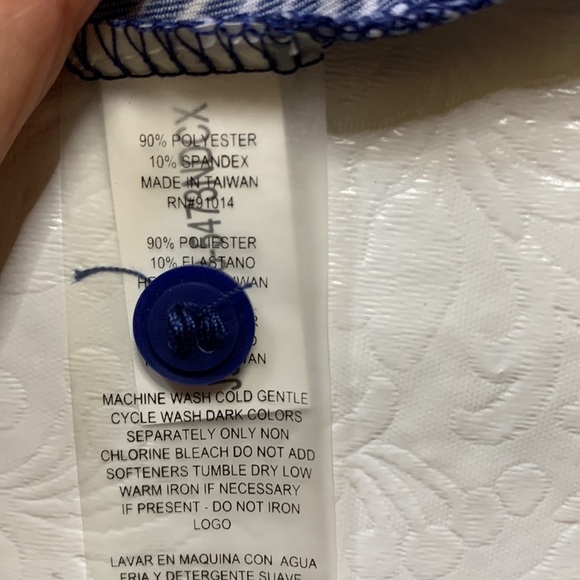 90% POLYESTER
10% SPANDEX
MADE IN TAIWAN
RN#91014
90% POLIESTER
10% ELASTANO
MACHINE WASH COLD GENTLE
CYCLE WASH DARK COLORS
SEPARATELY ONLY NON
CHLORINE BLEACH DO NOT ADD
SOFTENERS TUMBLE DRY LOW
WARM IRON IF NECESSARY
IF PRESENT - DO NOT IRON
LOGO
LAVAR EN MAQUINA CON AGUA
FRIA Y DETERGENTE SUAVE